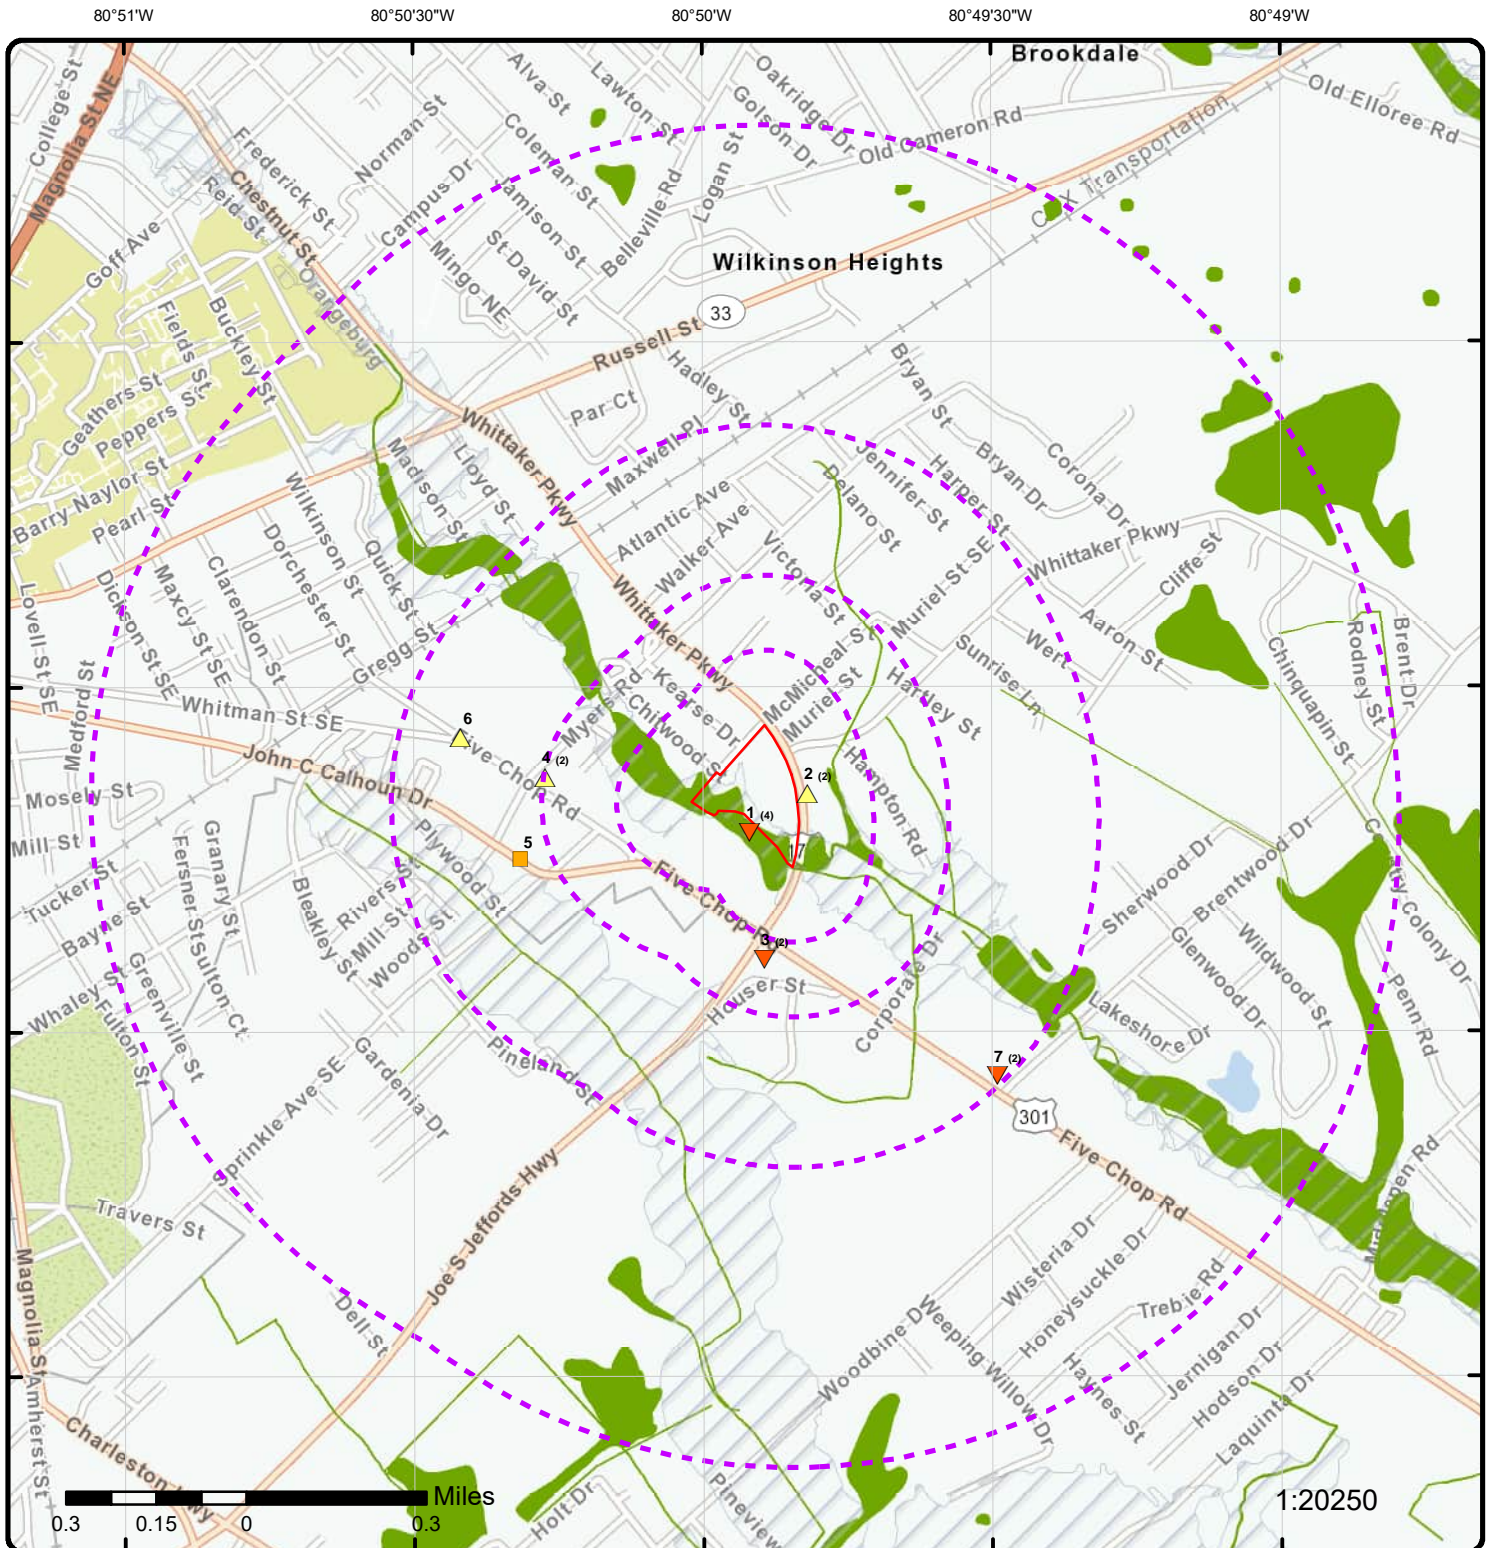 80°51'W
80°50'30"W
80°50'W
80°49'30"W
80°49'W
Brookdale
College St
Magnolia St NE
Alva St
Lawton St
Oakridge Dr
Golson Dr
Old Cameron Rd
Old Elloree Rd
CSX Transportation
Frederick St
Norman St
Coleman St
Logan St
Chestnut St
Reid St
Campus Dr
Jamison St
Belleville Rd
Goff Ave
Mingo NE
St David St
Wilkinson Heights
Orangeburg
33
Russell St
Fields St
Buckley St
Hadley St
Bryan St
Geathers St
Peppers St
Par Ct
Whittaker Pkwy
Maxwell Pl
Madison St
Lloyd St
Delano St
Jennifer St
Harper St
Bryan Dr
Corona Dr
Barry Naylor St
Pearl St
Wilkinson St
Dorchester St
Quick St
Atlantic Ave
Walker Ave
Victoria St
Muriel St SE
Whittaker Pkwy
Cliffe St
Lovell St SE
Dickson St SE
Maxcy St SE
Clarendon St
Gregg St
Whittaker Pkwy
McMicheal St
Muriel St
Sunrise Ln
Wert
Aaron St
Chinquapin St
Rodney St
Brent Dr
Medford St
Whitman St SE
Myers Rd
Kearse Dr
Chitwood St
Hartley St
6
Five Chop Rd
4 (2)
2 (2)
John C Calhoun Dr
Hampton Rd
Mosely St
1 (4)
Mill St
5
17
Granary St
Fersner St
Plywood St
Five Chop Rd
Sherwood Dr
Brentwood Dr
Country Colony Dr
Tucker St
Bayne St
Rivers St
Mill St
Woods St
Bleakley St
Sulton Ct
3 (2)
Glenwood Dr
Wildwood St
Whaley St
Greenville St
Fulton St
Houser St
Corporate Dr
Lakeshore Dr
Penn Rd
Pineland St
Gardenia Dr
7 (2)
301
Sprinkle Ave SE
Five Chop Rd
Travers St
Joe S Jeffords Hwy
Middlepen Rd
Wisteria Dr
Honeysuckle Dr
Trebie Rd
Magnolia St
Dell St
Woodbine Dr
Weeping Willow Dr
Haynes St
Jernigan Dr
Hodson Dr
Laquinta Dr
Amherst St
Charleston Hwy
Holt Dr
Pineview
Miles
0.3
0.15
0
0.3
1:20250